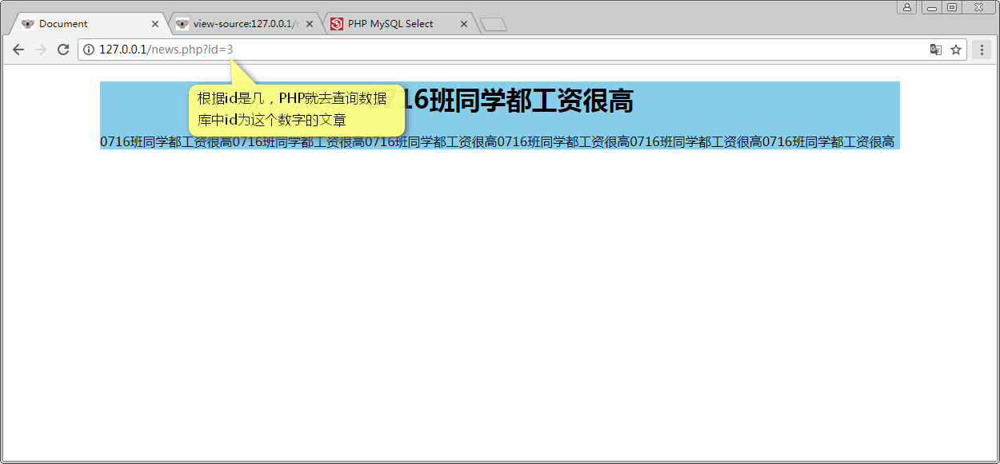 Document
view-source:127.0.0.1/
PHP MySQL Select
127.0.0.1/news.php?id=3
根据id是几，PHP就去查询数据
库中id为这个数字的文章
0716班同学都工资很高
0716班同学都工资很高0716班同学都工资很高0716班同学都工资很高0716班同学都工资很高0716班同学都工资很高0716班同学都工资很高